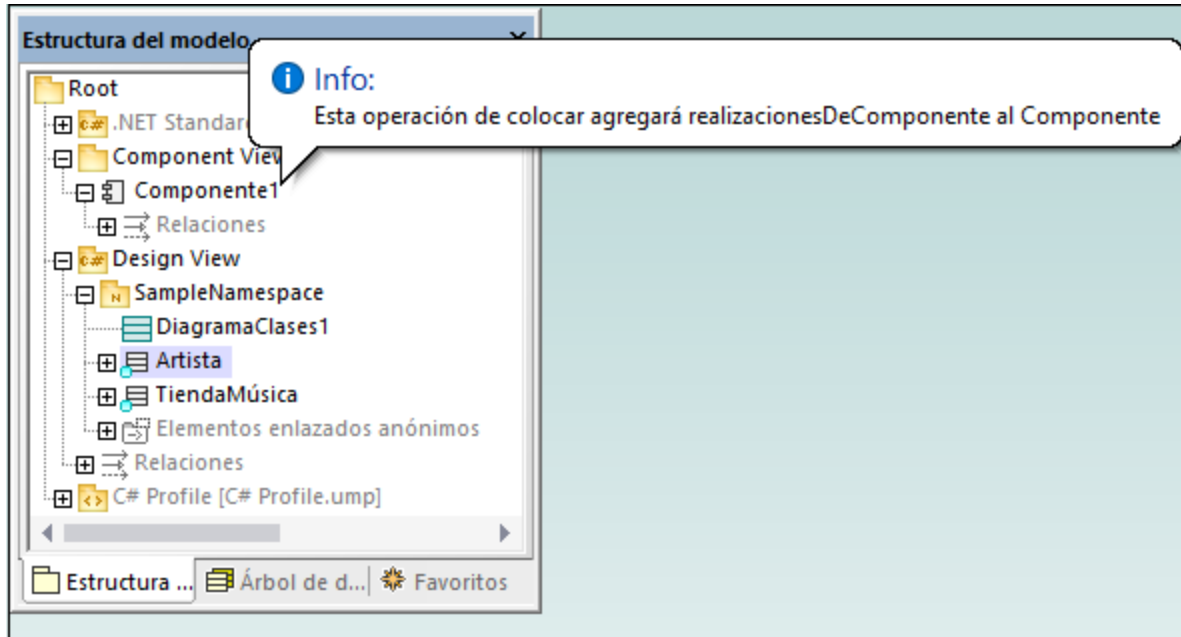 Estructura del modelo
Info:
Esta operación de colocar agregará realizacionesDeComponente al Componente
Root
C# .NET Standar
Component View
Componente1
Relaciones
C# Design View
N SampleNamespace
DiagramaClases1
Artista
TiendaMúsica
Elementos enlazados anónimos
Relaciones
C# Profile [C# Profile.ump]
Estructura ... Árbol de d... Favoritos